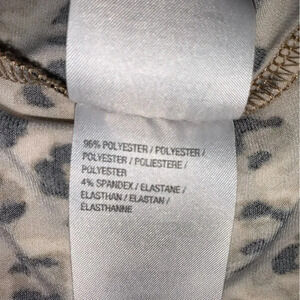 96% POLYESTER / POLYESTER /
POLYESTER / POLIESTERE /
POLYESTER
4% SPANDEX / ELASTANE /
ELASTHAN / ELASTAN /
ELASTHANNE